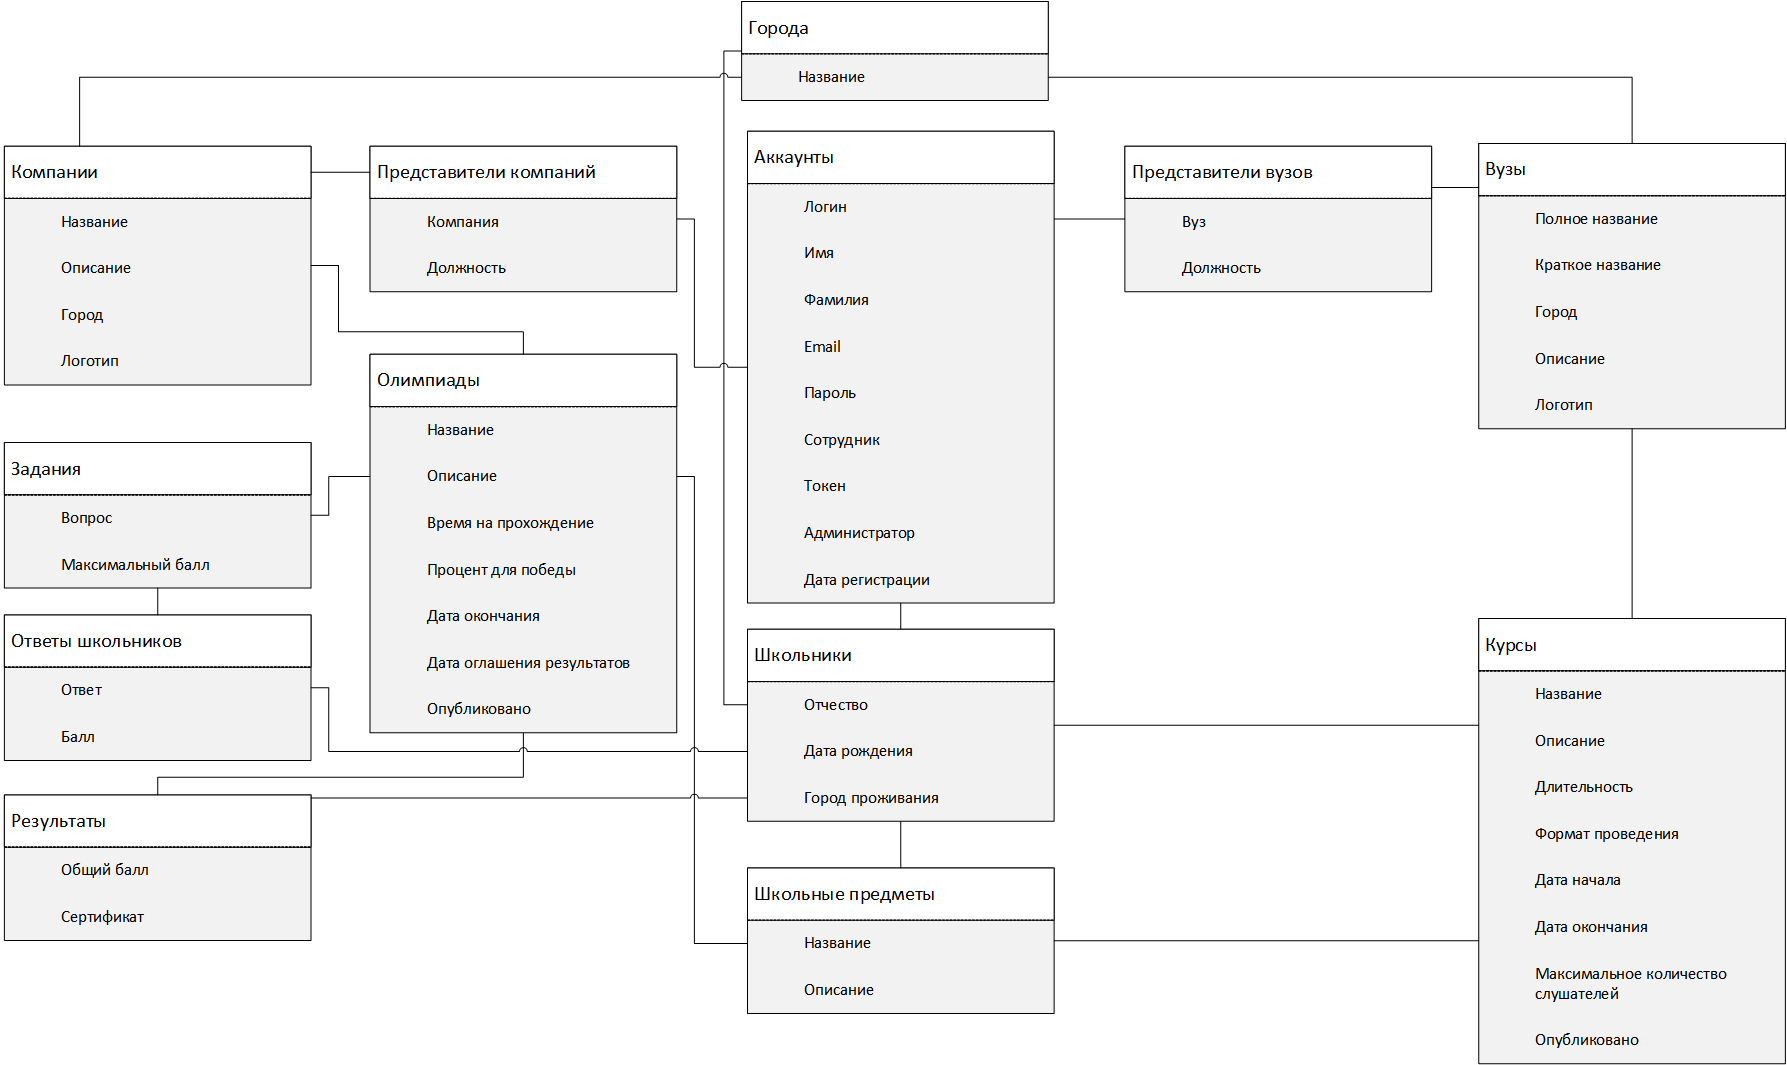 Города
Название
Компании
Название
Описание
Город
Логотип
Представители компаний
Компания
Должность
Аккаунты
Логин
Имя
Фамилия
Email
Пароль
Сотрудник
Токен
Администратор
Дата регистрации
Представители вузов
Вуз
Должность
Вузы
Полное название
Краткое название
Город
Описание
Логотип
Олимпиады
Название
Описание
Время на прохождение
Процент для победы
Дата окончания
Дата оглашения результатов
Опубликовано
Задания
Вопрос
Максимальный балл
Ответы школьников
Ответ
Балл
Результаты
Общий балл
Сертификат
Школьники
Отчество
Дата рождения
Город проживания
Школьные предметы
Название
Описание
Курсы
Название
Описание
Длительность
Формат проведения
Дата начала
Дата окончания
Максимальное количество
слушателей
Опубликовано